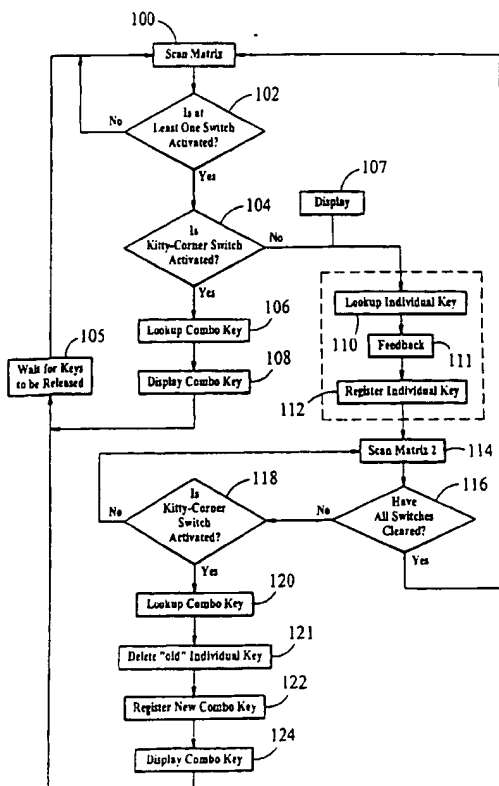 100
Scan Matrix
102
Is at
Least One Switch
Activated?
No
Yes
107
Display
104
Is
Kitty-Corner Switch
Activated?
No
Yes
106
Lookup Combo Key
Lookup Individual Key
110
105
Wait for Keys
to be Released
108
Display Combo Key
Feedback
111
112
Register Individual Key
Scan Matrix 2
114
118
Is
Kitty-Corner
Switch
Activated?
No
Yes
116
Have
All Switches
Cleared?
No
Yes
120
Lookup Combo Key
121
Delete "old" Individual Key
122
Register New Combo Key
124
Display Combo Key